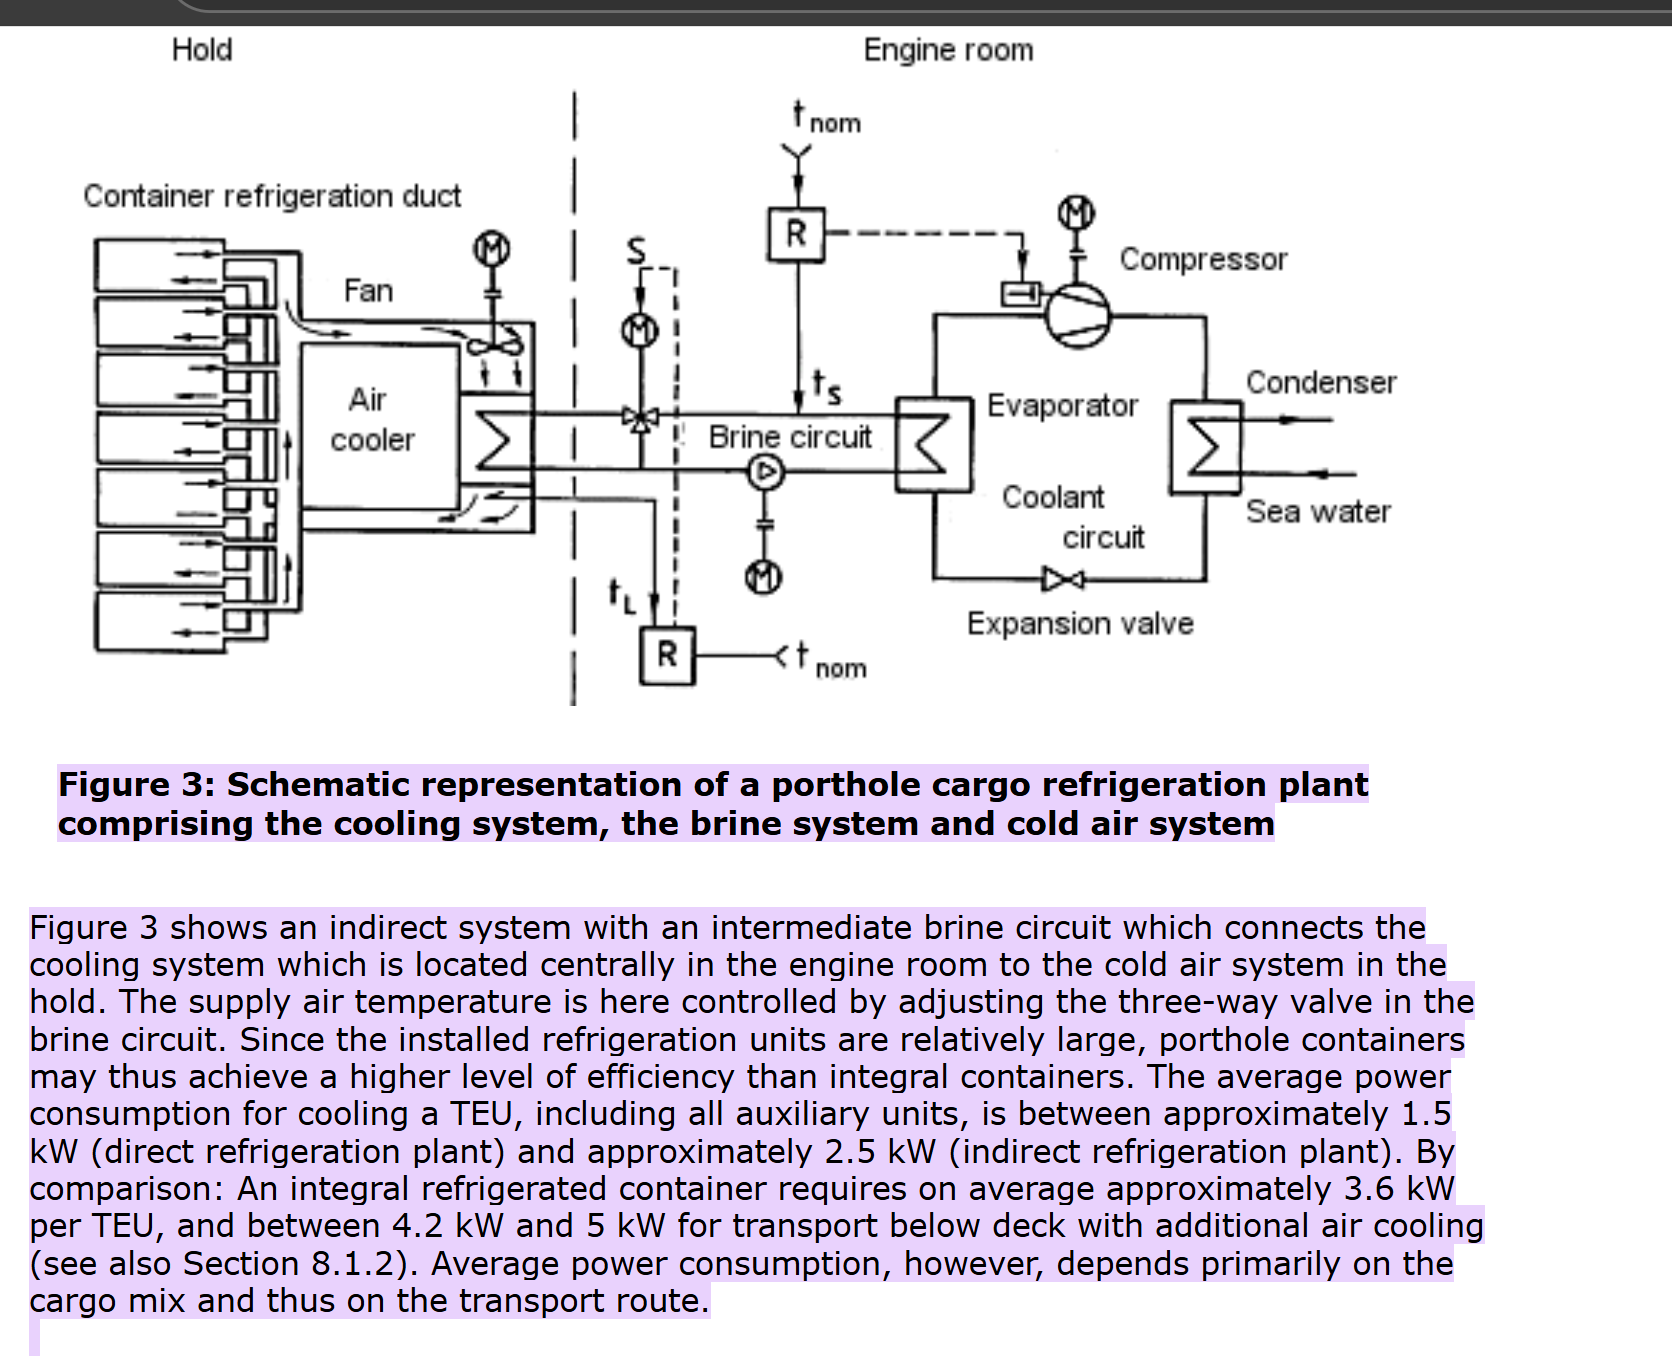 Hold
Engine room
t nom
Container refrigeration duct
M
M
S
R
Compressor
Fan
M
ts
Condenser
Air
cooler
Evaporator
Brine circuit
Coolant
circuit
Sea water
M
tL
Expansion valve
R
t nom
Figure 3: Schematic representation of a porthole cargo refrigeration plant
comprising the cooling system, the brine system and cold air system
Figure 3 shows an indirect system with an intermediate brine circuit which connects the
cooling system which is located centrally in the engine room to the cold air system in the
hold. The supply air temperature is here controlled by adjusting the three-way valve in the
brine circuit. Since the installed refrigeration units are relatively large, porthole containers
may thus achieve a higher level of efficiency than integral containers. The average power
consumption for cooling a TEU, including all auxiliary units, is between approximately 1.5
kW (direct refrigeration plant) and approximately 2.5 kW (indirect refrigeration plant). By
comparison: An integral refrigerated container requires on average approximately 3.6 kW
per TEU, and between 4.2 kW and 5 kW for transport below deck with additional air cooling
(see also Section 8.1.2). Average power consumption, however, depends primarily on the
cargo mix and thus on the transport route.